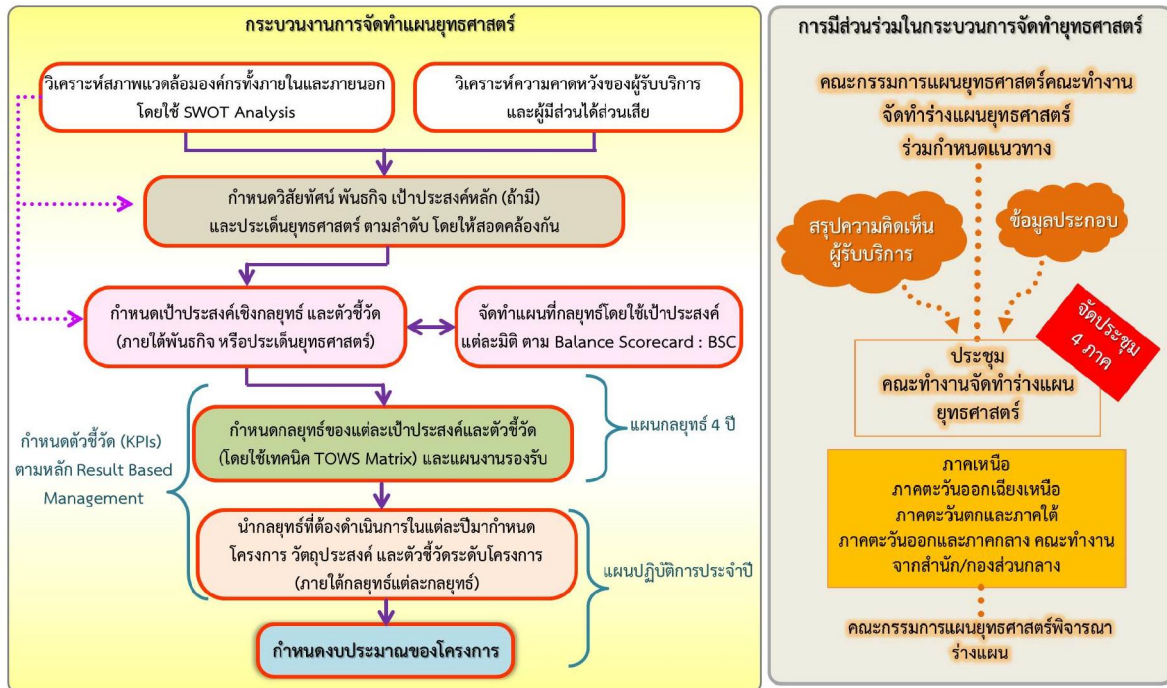 กระบวนงานการจัดทำแผนยุทธศาสตร์
วิเคราะห์สภาพแวดล้อมองค์กรทั้งภายในและภายนอก
โดยใช้ SWOT Analysis
วิเคราะห์ความคาดหวังของผู้รับบริการ
และผู้มีส่วนได้ส่วนเสีย
กำหนดวิสัยทัศน์ พันธกิจ เป้าประสงค์หลัก (ถ้ามี)
และประเด็นยุทธศาสตร์ ตามลำดับ โดยให้สอดคล้องกัน
กำหนดเป้าประสงค์เชิงกลยุทธ์ และตัวชี้วัด
(ภายใต้พันธกิจ หรือประเด็นยุทธศาสตร์)
จัดทำแผนที่กลยุทธ์โดยใช้เป้าประสงค์
แต่ละมิติ ตาม Balance Scorecard : BSC
กำหนดตัวชี้วัด (KPIs)
ตามหลัก Result Based
Management
กำหนดกลยุทธ์ของแต่ละเป้าประสงค์และตัวชี้วัด
(โดยใช้เทคนิค TOWS Matrix) และแผนงานรองรับ
แผนกลยุทธ์ 4 ปี
นำกลยุทธ์ที่ต้องดำเนินการในแต่ละปีมากำหนด
โครงการ วัตถุประสงค์ และตัวชี้วัดระดับโครงการ
(ภายใต้กลยุทธ์แต่ละกลยุทธ์)
แผนปฏิบัติการประจำปี
กำหนดงบประมาณของโครงการ
การมีส่วนร่วมในกระบวนการจัดทำยุทธศาสตร์
คณะกรรมการแผนยุทธศาสตร์คณะทำงาน
จัดทำร่างแผนยุทธศาสตร์
ร่วมกำหนดแนวทาง
สรุปความคิดเห็น
ผู้รับบริการ
ข้อมูลประกอบ
จัดประชุม
4 ภาค
ประชุม
คณะทำงานจัดทำร่างแผน
ยุทธศาสตร์
ภาคเหนือ
ภาคตะวันออกเฉียงเหนือ
ภาคตะวันตกและภาคใต้
ภาคตะวันออกและภาคกลาง คณะทำงาน
จากสำนัก/กองส่วนกลาง
คณะกรรมการแผนยุทธศาสตร์พิจารณา
ร่างแผน